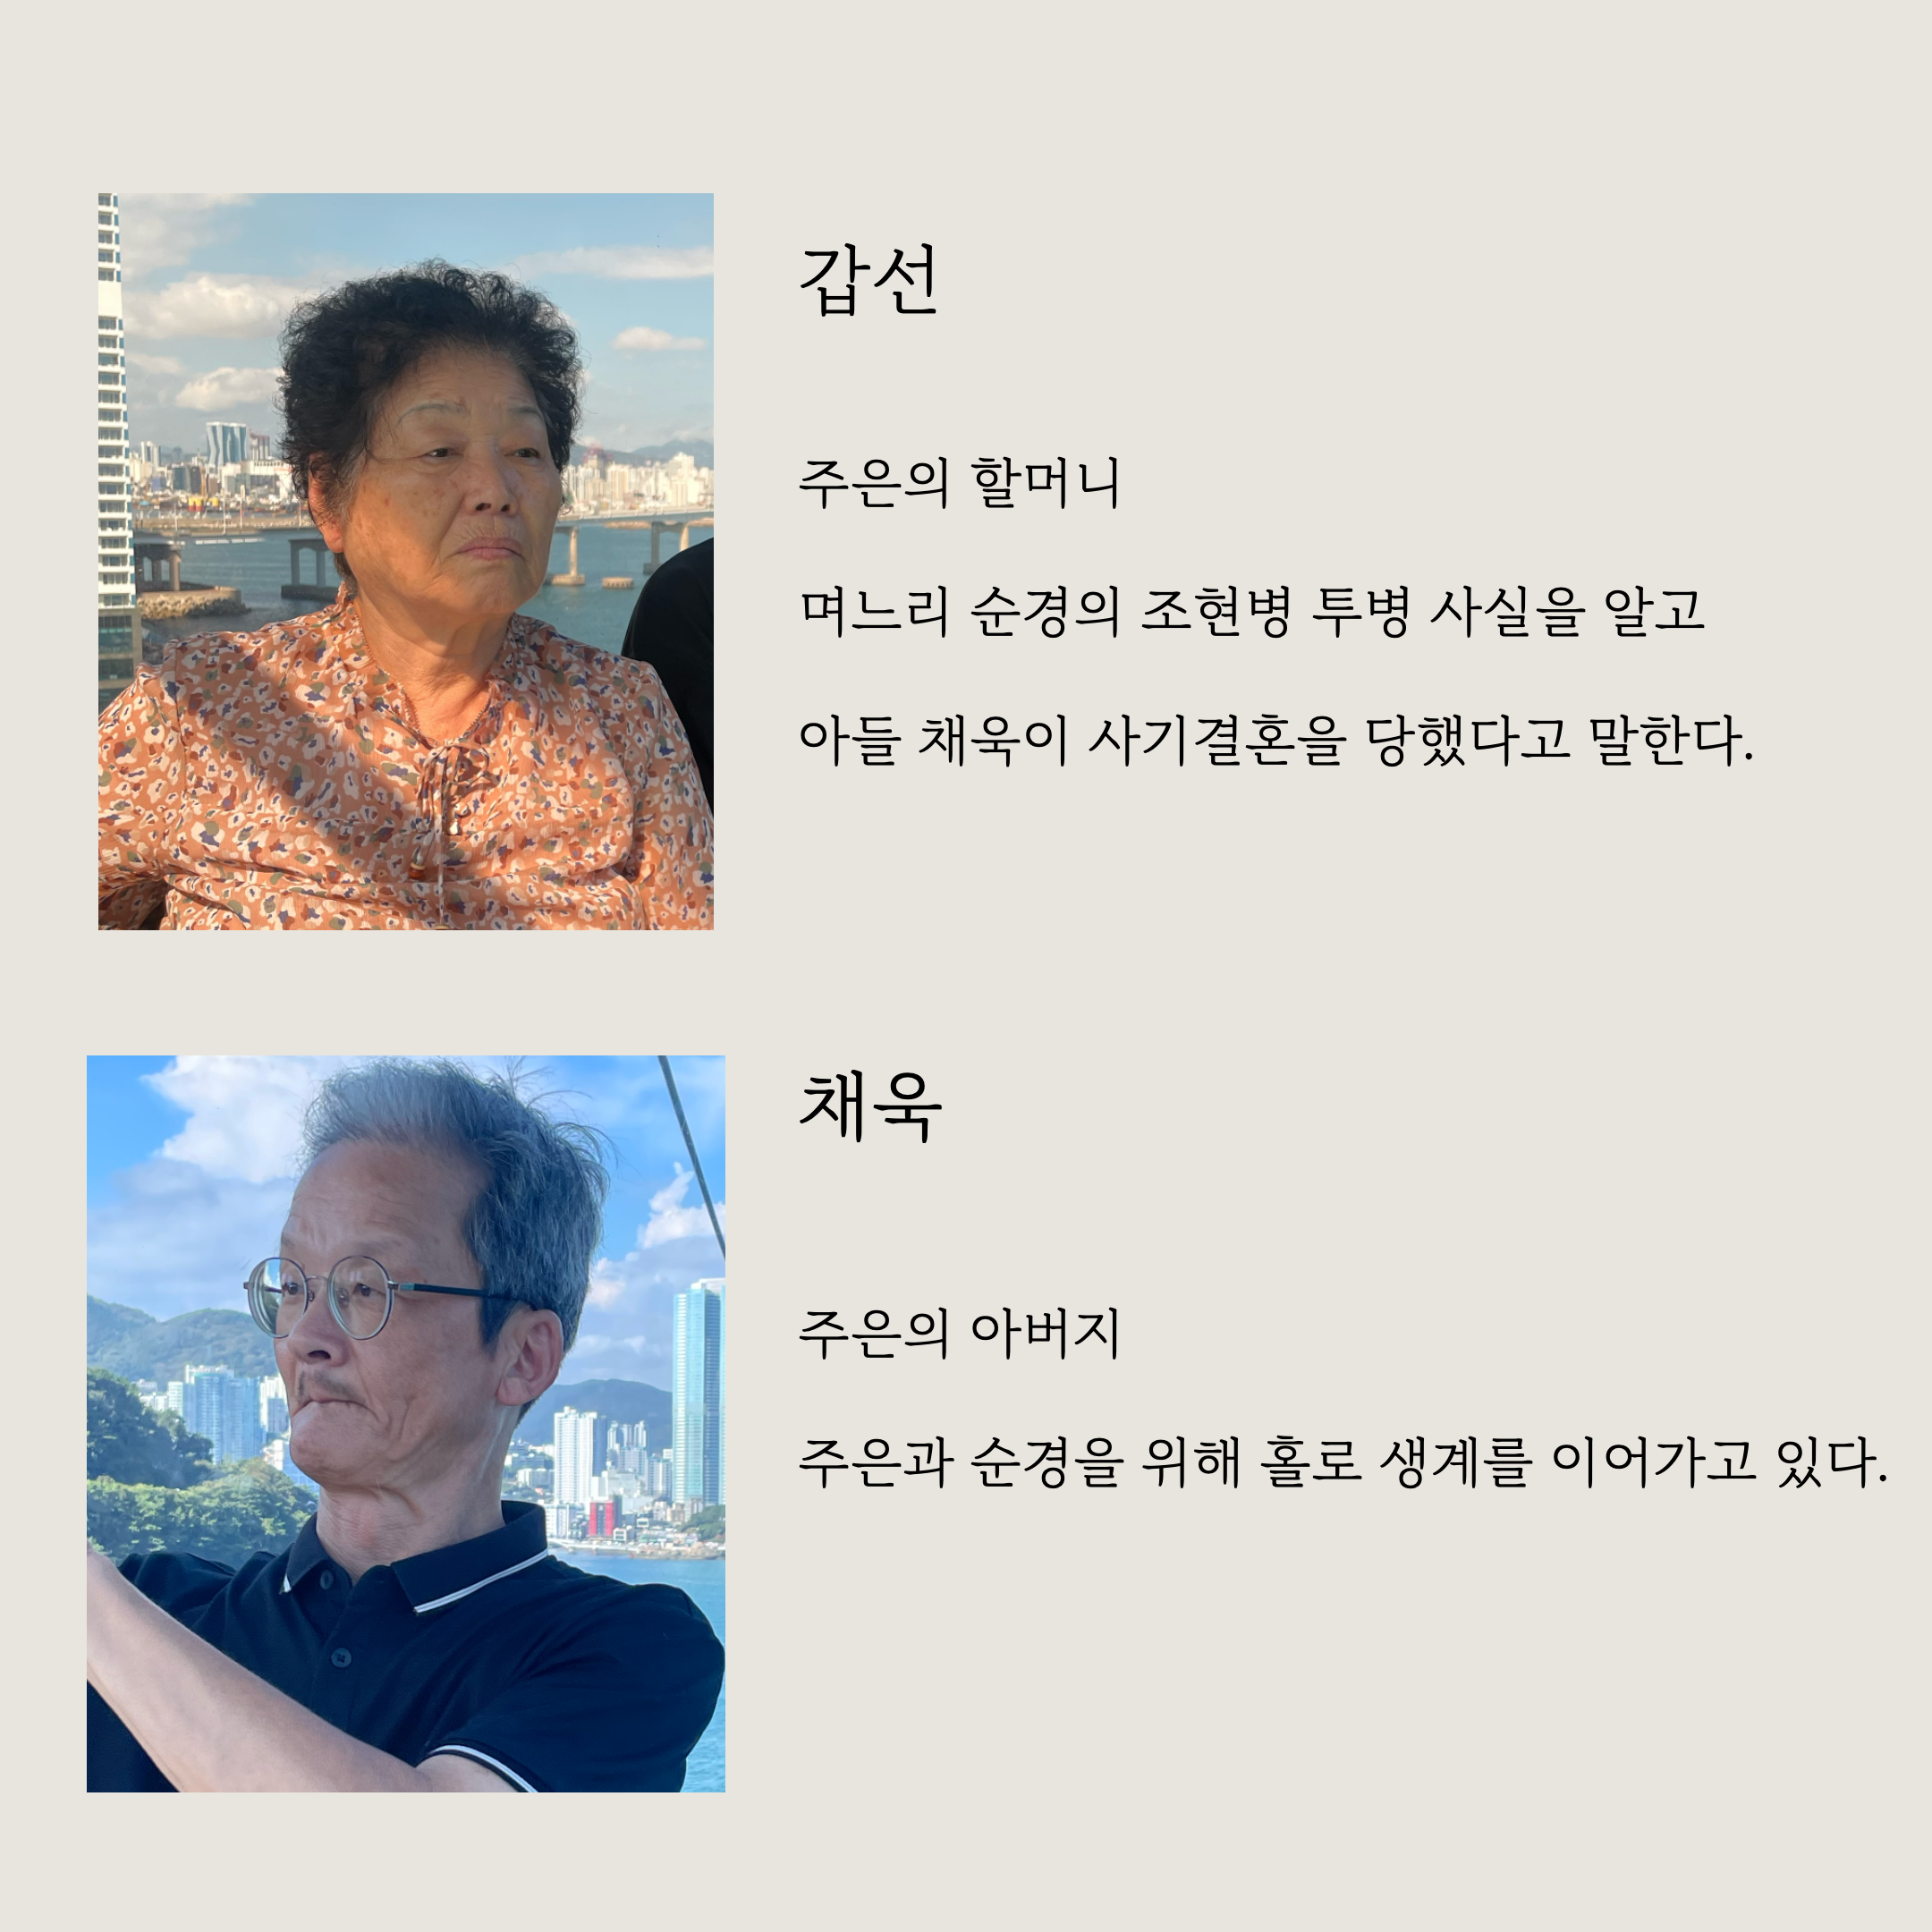 갑선
주은의 할머니
며느리 순경의 조현병 투병 사실을 알고
아들 채욱이 사기결혼을 당했다고 말한다.
채욱
주은의 아버지
주은과 순경을 위해 홀로 생계를 이어가고 있다.